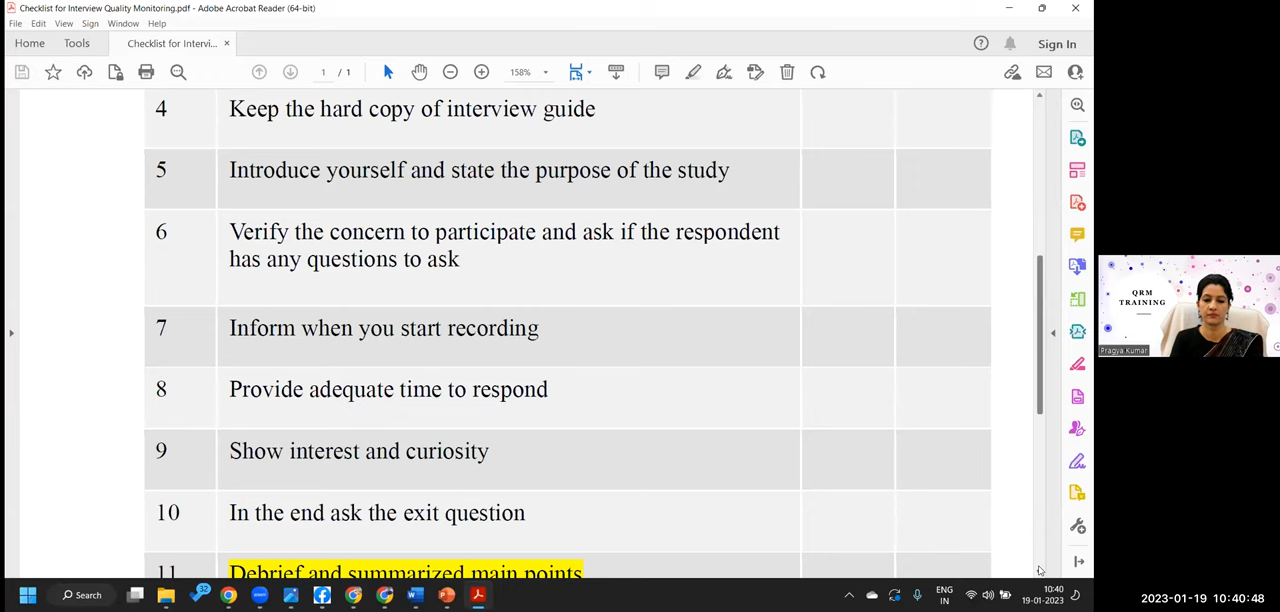 Checklist for Interview Quality Monitoring.pdf - Adobe Acrobat Reader (64-bit)
File Edit View Sign Window Help
Home Tools Checklist for Intervi... × Sign In
1 / 1 158%
4 Keep the hard copy of interview guide
5 Introduce yourself and state the purpose of the study
6 Verify the concern to participate and ask if the respondent
has any questions to ask
7 Inform when you start recording
8 Provide adequate time to respond
9 Show interest and curiosity
10 In the end ask the exit question
11 Debrief and summarized main points
QRM
TRAINING
Pragya Kumar
Search
32
ENG
IN
10:40
19-01-2023
2023-01-19 10:40:48